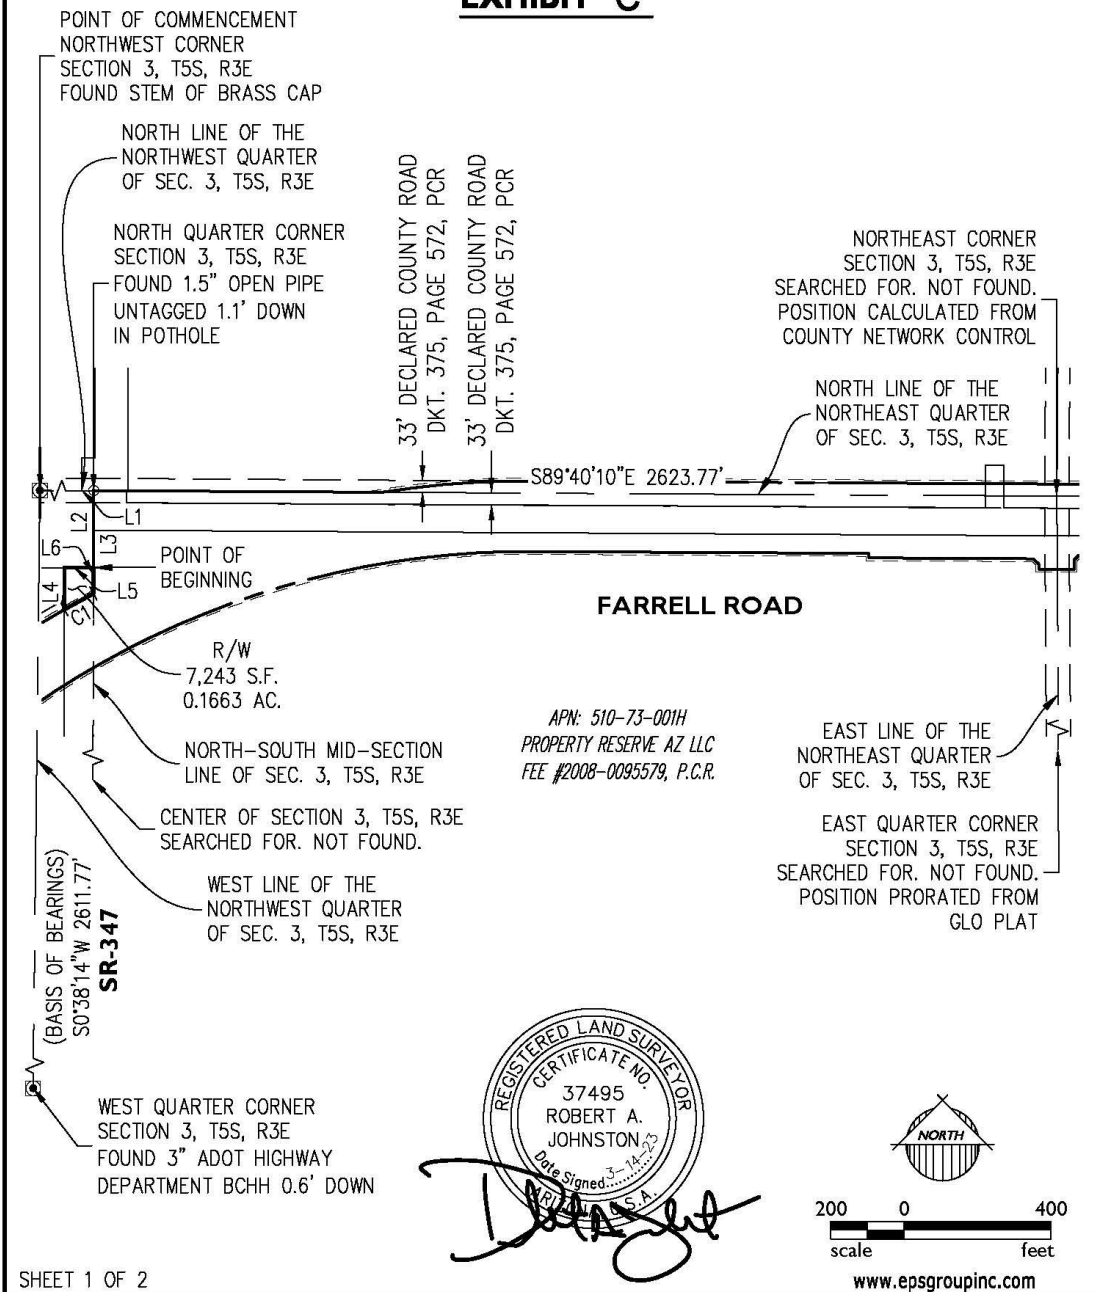 EXHIBIT "C"
POINT OF COMMENCEMENT
NORTHWEST CORNER
SECTION 3, T5S, R3E
FOUND STEM OF BRASS CAP
NORTH LINE OF THE
NORTHWEST QUARTER
OF SEC. 3, T5S, R3E
NORTH QUARTER CORNER
SECTION 3, T5S, R3E
FOUND 1.5" OPEN PIPE
UNTAGGED 1.1' DOWN
IN POTHOLE
33' DECLARED COUNTY ROAD
DKT. 375, PAGE 572, PCR
33' DECLARED COUNTY ROAD
DKT. 375, PAGE 572, PCR
NORTHEAST CORNER
SECTION 3, T5S, R3E
SEARCHED FOR. NOT FOUND.
POSITION CALCULATED FROM
COUNTY NETWORK CONTROL
NORTH LINE OF THE
NORTHEAST QUARTER
OF SEC. 3, T5S, R3E
S89°40'10"E 2623.77'
L1
L2
L3
L6
POINT OF
BEGINNING
L4
L5
C1
FARRELL ROAD
R/W
7,243 S.F.
0.1663 AC.
APN: 510-73-001H
PROPERTY RESERVE AZ LLC
FEE #2008-0095579, P.C.R.
NORTH-SOUTH MID-SECTION
LINE OF SEC. 3, T5S, R3E
EAST LINE OF THE
NORTHEAST QUARTER
OF SEC. 3, T5S, R3E
CENTER OF SECTION 3, T5S, R3E
SEARCHED FOR. NOT FOUND.
EAST QUARTER CORNER
SECTION 3, T5S, R3E
SEARCHED FOR. NOT FOUND.
POSITION PRORATED FROM
GLO PLAT
WEST LINE OF THE
NORTHWEST QUARTER
OF SEC. 3, T5S, R3E
(BASIS OF BEARINGS)
S0°38'14"W 2611.77'
SR-347
WEST QUARTER CORNER
SECTION 3, T5S, R3E
FOUND 3" ADOT HIGHWAY
DEPARTMENT BCHH 0.6' DOWN
REGISTERED LAND SURVEYOR
CERTIFICATE NO.
37495
ROBERT A.
JOHNSTON
Date Signed 3-14-23
ARIZONA, U.S.A.
NORTH
200 0 400
scale feet
SHEET 1 OF 2
www.epsgroupinc.com